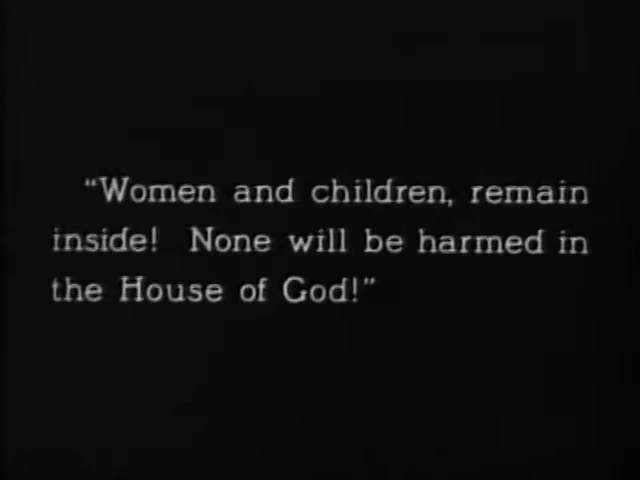 “Women and children, remain
inside! None will be harmed in
the House of God!”